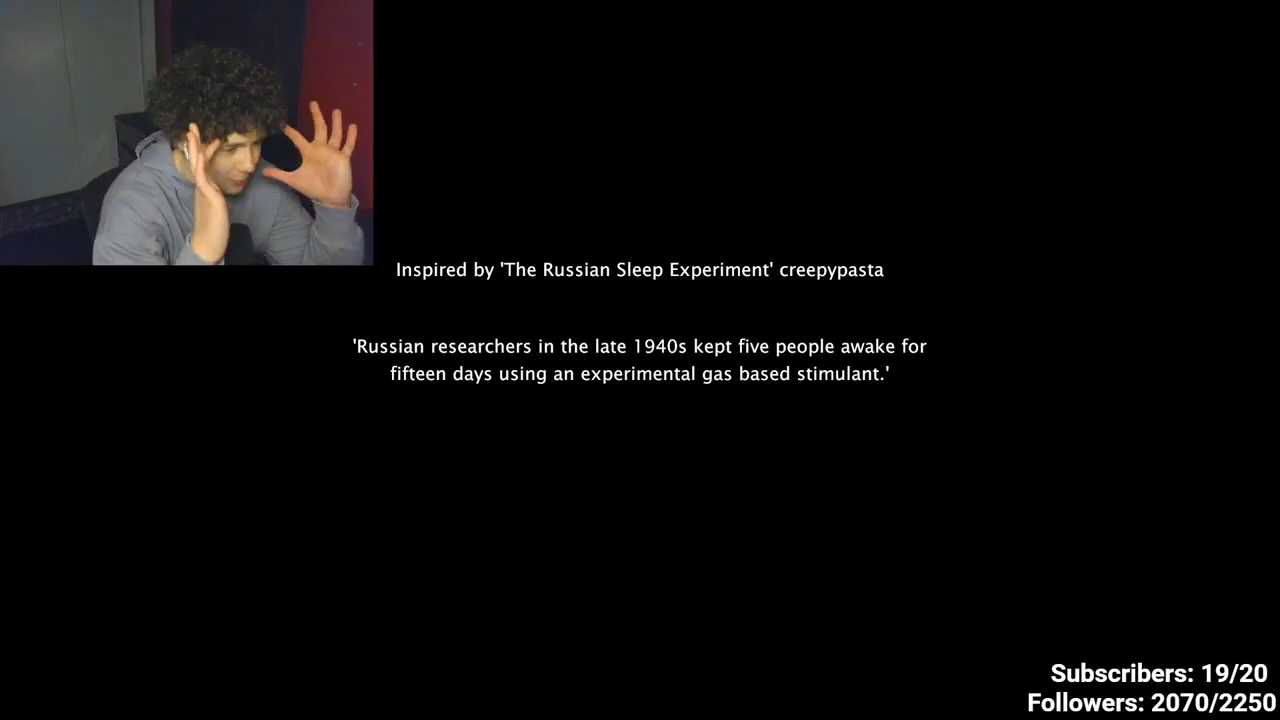 Inspired by 'The Russian Sleep Experiment' creepypasta
'Russian researchers in the late 1940s kept five people awake for
fifteen days using an experimental gas based stimulant.'
Subscribers: 19/20
Followers: 2070/2250